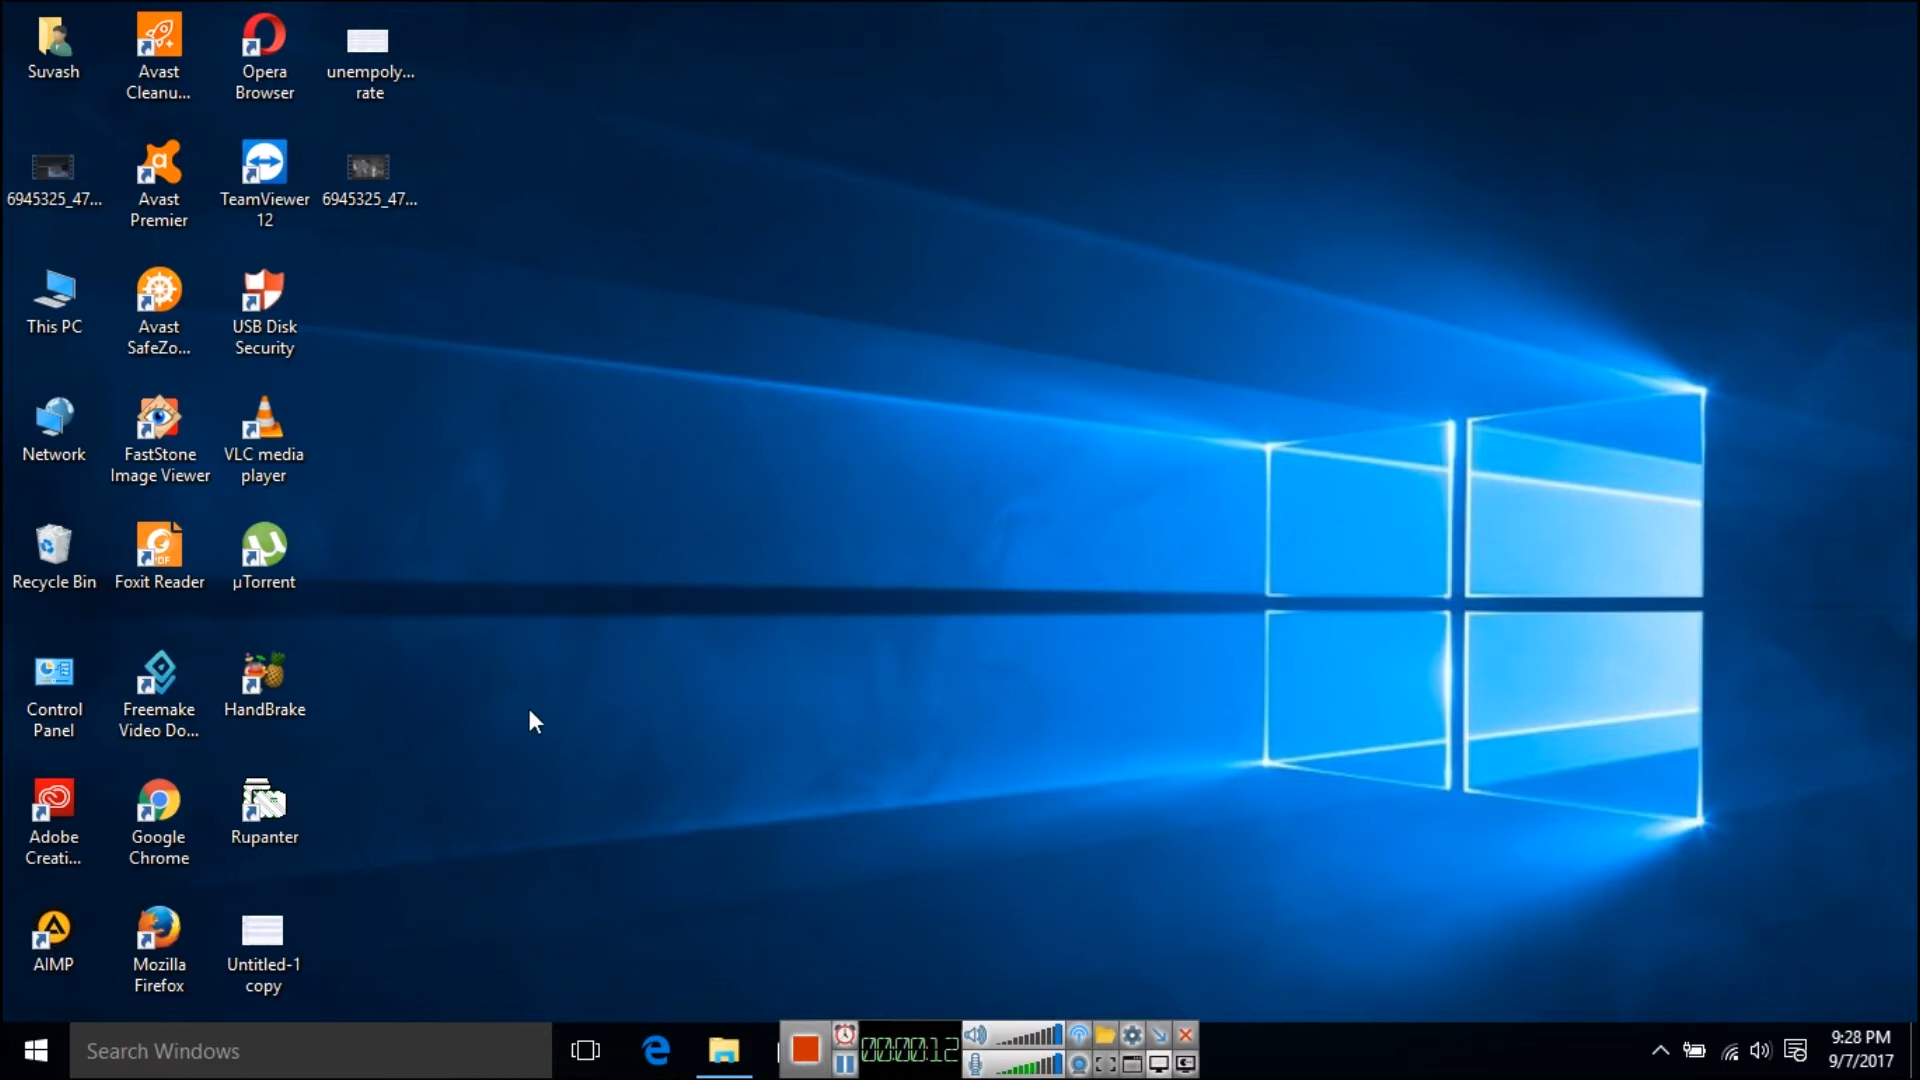 Suvash
Avast
Cleanu...
Opera
Browser
unempoly...
rate
6945325_47...
Avast
Premier
TeamViewer
12
6945325_47...
This PC
Avast
SafeZo...
USB Disk
Security
Network
FastStone
Image Viewer
VLC media
player
Recycle Bin
Foxit Reader
µTorrent
Control
Panel
Freemake
Video Do...
HandBrake
Adobe
Creati...
Google
Chrome
Rupanter
AIMP
Mozilla
Firefox
Untitled-1
copy
Search Windows
00:00:12
9:28 PM
9/7/2017